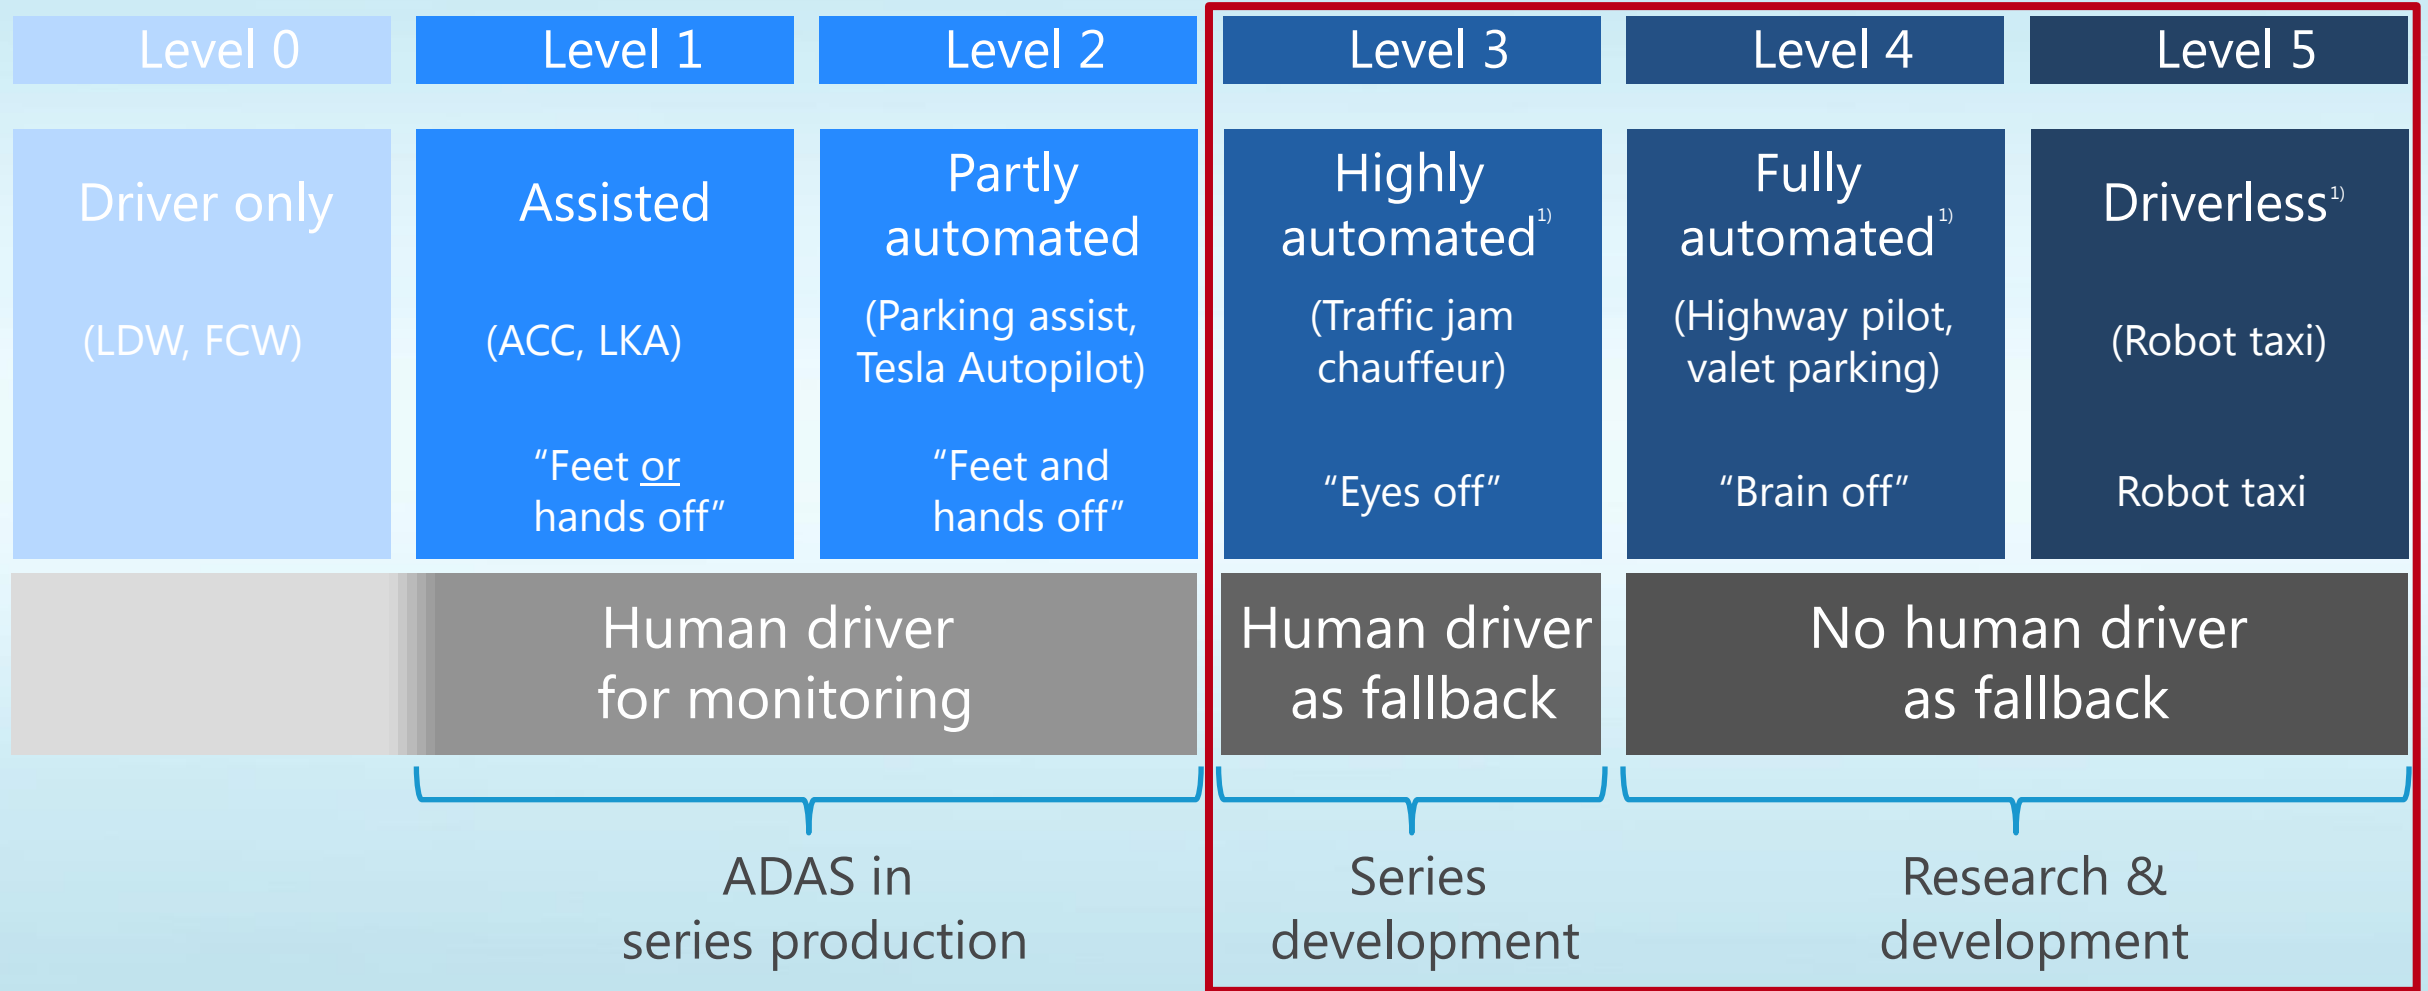 Level 0
Level 1
Level 2
Level 3
Level 4
Level 5
Driver only
(LDW, FCW)
Assisted
(ACC, LKA)
“Feet or
hands off”
Partly
automated
(Parking assist,
Tesla Autopilot)
“Feet and
hands off”
Highly
automated1)
(Traffic jam
chauffeur)
“Eyes off”
Fully
automated1)
(Highway pilot,
valet parking)
“Brain off”
Driverless1)
(Robot taxi)
Robot taxi
Human driver
for monitoring
Human driver
as fallback
No human driver
as fallback
ADAS in
series production
Series
development
Research &
development